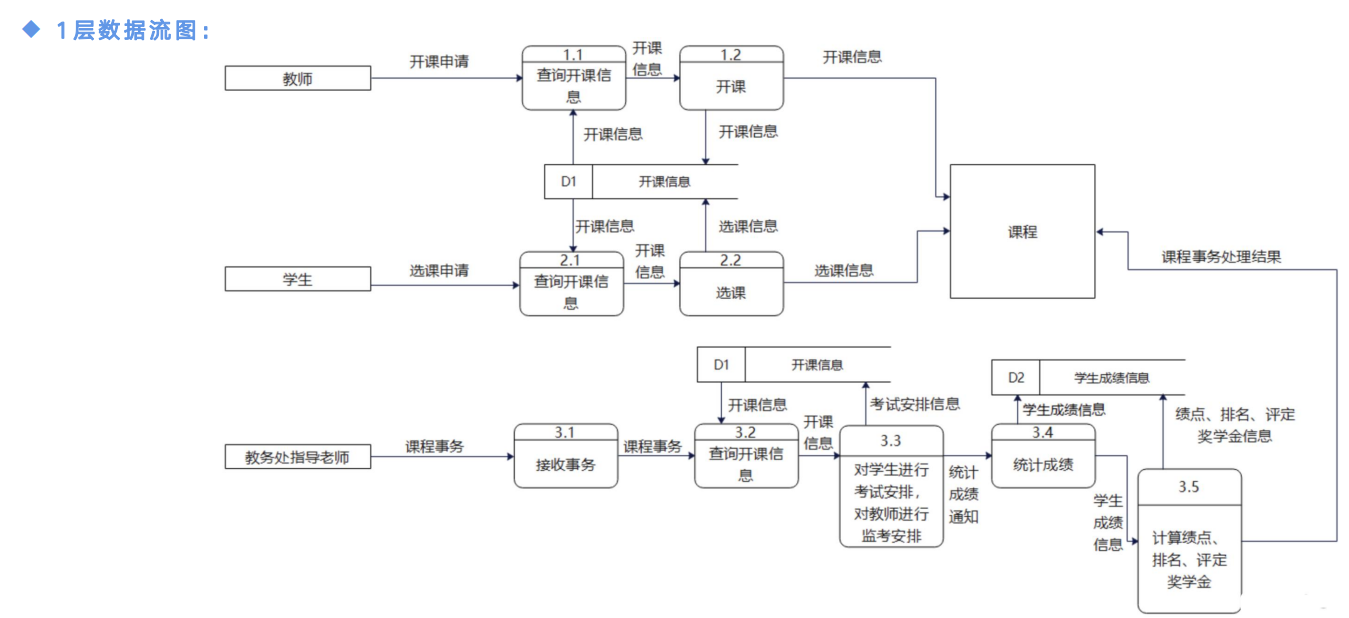 ◆ 1层数据流图：
教师
开课申请
1.1
查询开课信
息
开课
信息
1.2
开课
开课信息
开课信息
开课信息
D1
开课信息
开课信息
选课信息
课程
学生
选课申请
2.1
查询开课信
息
开课
信息
2.2
选课
选课信息
课程事务处理结果
D1
开课信息
D2
学生成绩信息
开课信息
考试安排信息
学生成绩信息
绩点、排名、评定
奖学金信息
教务处指导老师
课程事务
3.1
接收事务
课程事务
3.2
查询开课信
息
开课
信息
3.3
对学生进行
考试安排，
对教师进行
监考安排
统计
成绩
通知
3.4
统计成绩
学生
成绩
信息
3.5
计算绩点、
排名、评定
奖学金